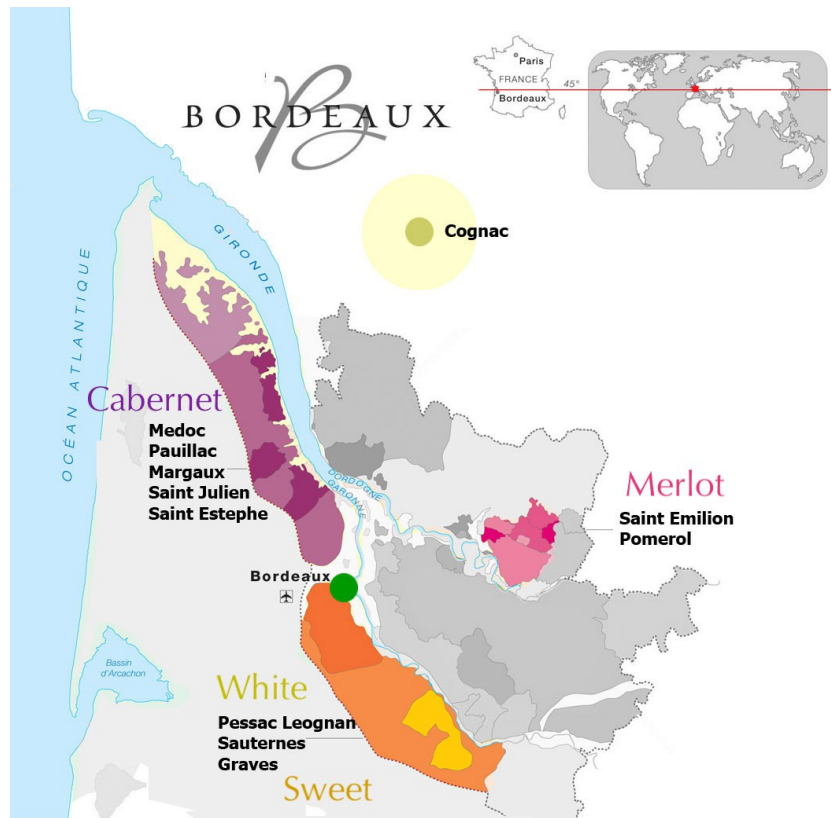 BORDEAUX
Paris
FRANCE
45°
Bordeaux
Cognac
GIRONDE
OCÉAN ATLANTIQUE
Cabernet
Medoc
Pauillac
Margaux
Saint Julien
Saint Estephe
DORDOGNE
GARONNE
Merlot
Saint Emilion
Pomerol
Bordeaux
Bassin
d'Arcachon
White
Pessac Leognan
Sauternes
Graves
Sweet